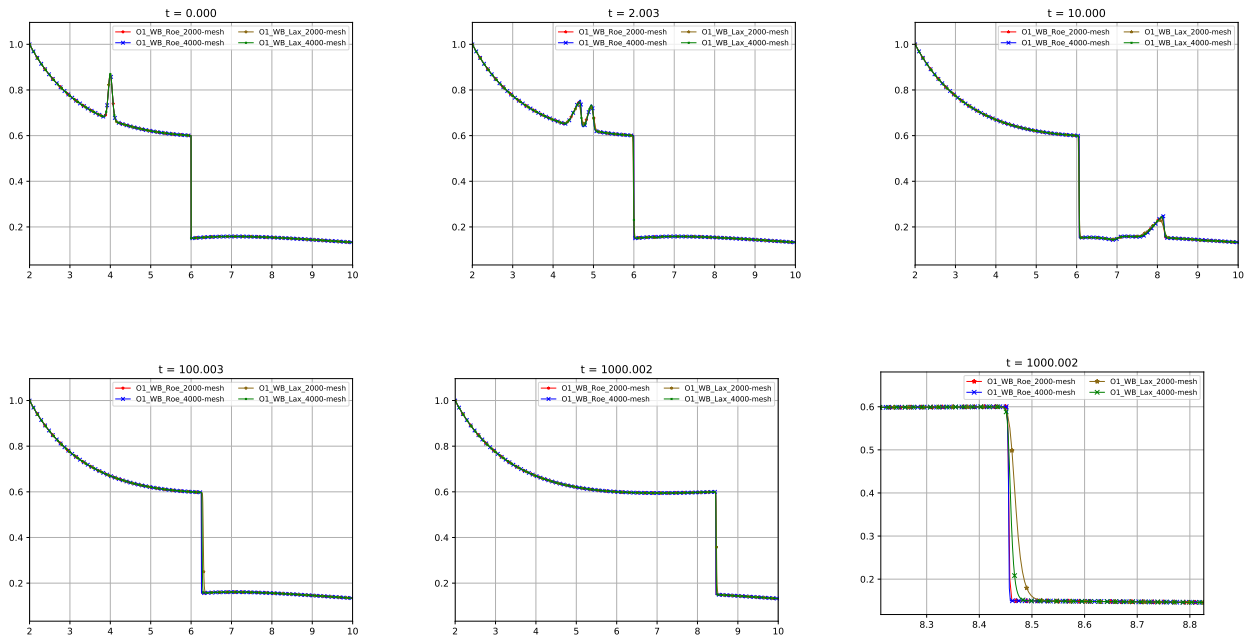 t = 0.000
O1_WB_Roe_2000-mesh O1_WB_Lax_2000-mesh
O1_WB_Roe_4000-mesh O1_WB_Lax_4000-mesh
1.0
0.8
0.6
0.4
0.2
2 3 4 5 6 7 8 9 10
t = 2.003
O1_WB_Roe_2000-mesh O1_WB_Lax_2000-mesh
O1_WB_Roe_4000-mesh O1_WB_Lax_4000-mesh
1.0
0.8
0.6
0.4
0.2
2 3 4 5 6 7 8 9 10
t = 10.000
O1_WB_Roe_2000-mesh O1_WB_Lax_2000-mesh
O1_WB_Roe_4000-mesh O1_WB_Lax_4000-mesh
1.0
0.8
0.6
0.4
0.2
2 3 4 5 6 7 8 9 10
t = 100.003
O1_WB_Roe_2000-mesh O1_WB_Lax_2000-mesh
O1_WB_Roe_4000-mesh O1_WB_Lax_4000-mesh
1.0
0.8
0.6
0.4
0.2
2 3 4 5 6 7 8 9 10
t = 1000.002
O1_WB_Roe_2000-mesh O1_WB_Lax_2000-mesh
O1_WB_Roe_4000-mesh O1_WB_Lax_4000-mesh
1.0
0.8
0.6
0.4
0.2
2 3 4 5 6 7 8 9 10
t = 1000.002
O1_WB_Roe_2000-mesh O1_WB_Lax_2000-mesh
O1_WB_Roe_4000-mesh O1_WB_Lax_4000-mesh
0.6
0.5
0.4
0.3
0.2
8.3 8.4 8.5 8.6 8.7 8.8